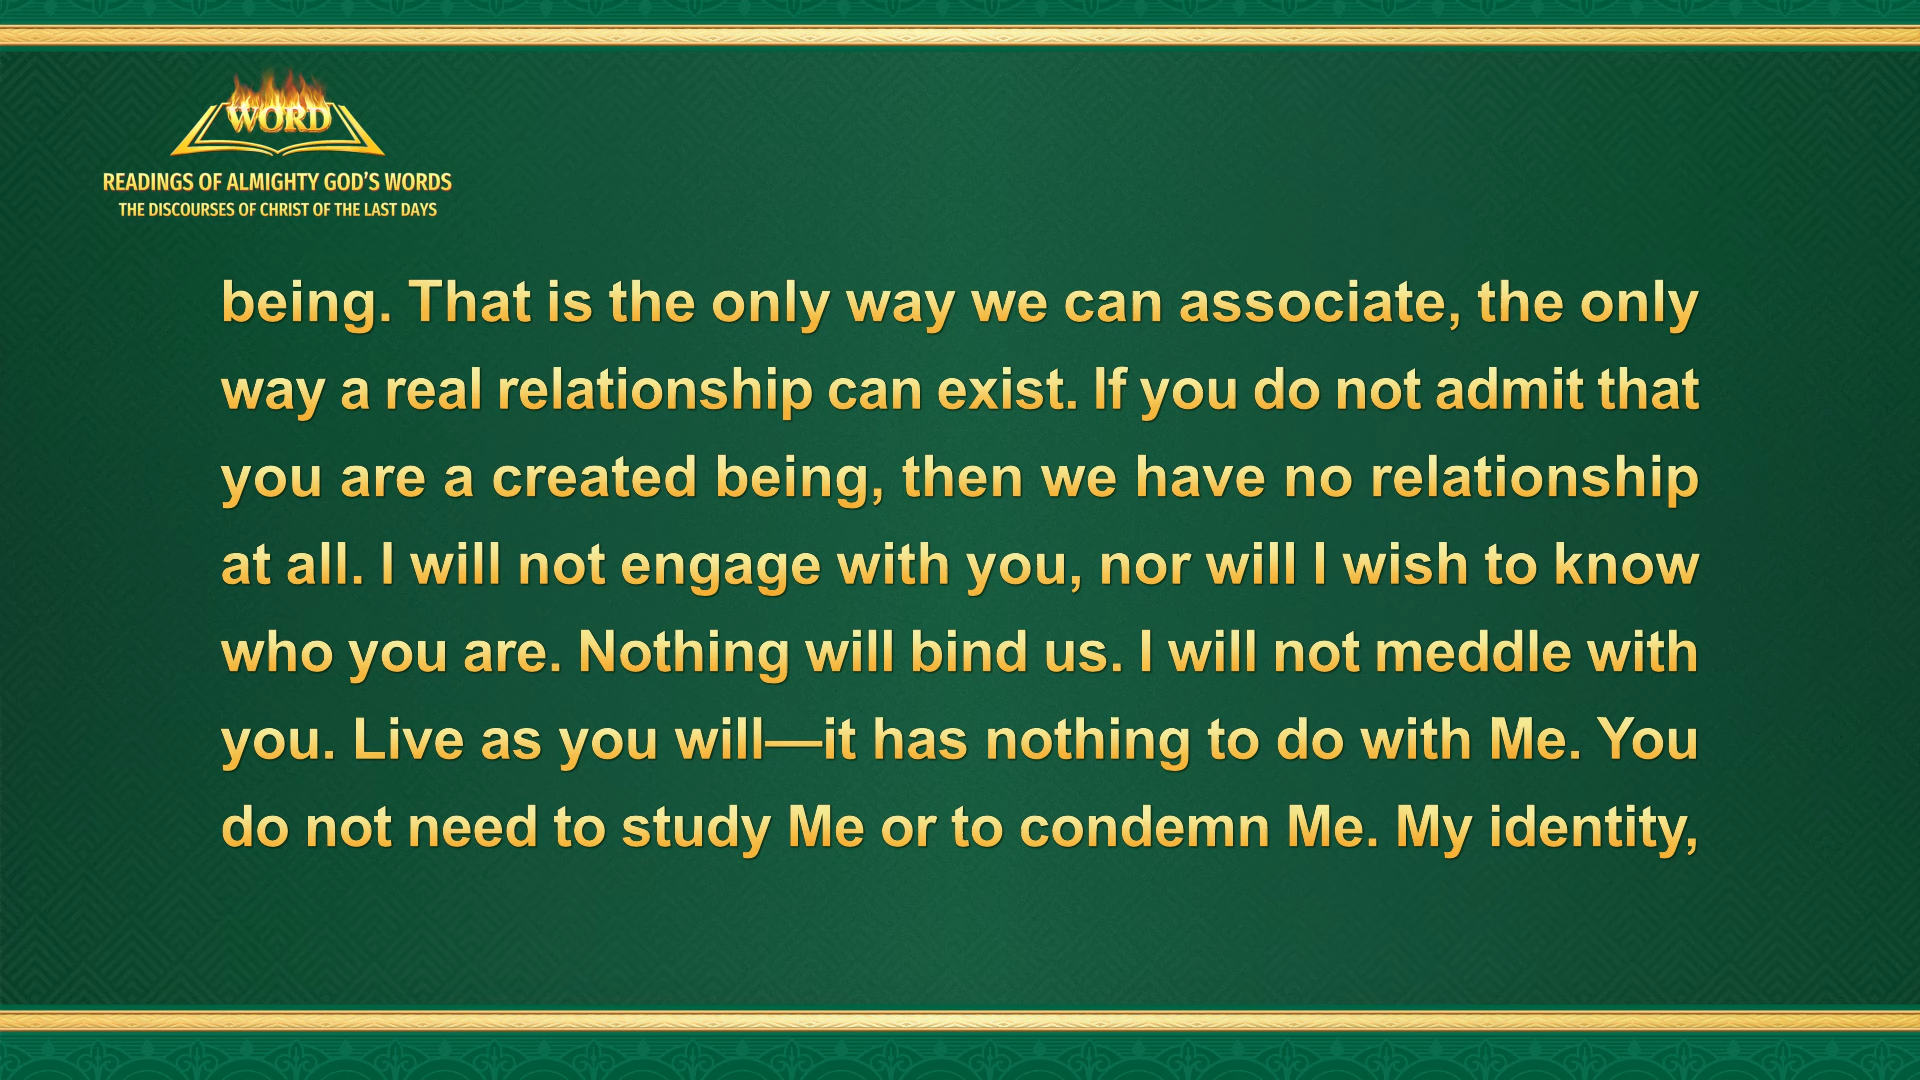 WORD
READINGS OF ALMIGHTY GOD'S WORDS
THE DISCOURSES OF CHRIST OF THE LAST DAYS
being. That is the only way we can associate, the only
way a real relationship can exist. If you do not admit that
you are a created being, then we have no relationship
at all. I will not engage with you, nor will I wish to know
who you are. Nothing will bind us. I will not meddle with
you. Live as you will—it has nothing to do with Me. You
do not need to study Me or to condemn Me. My identity,